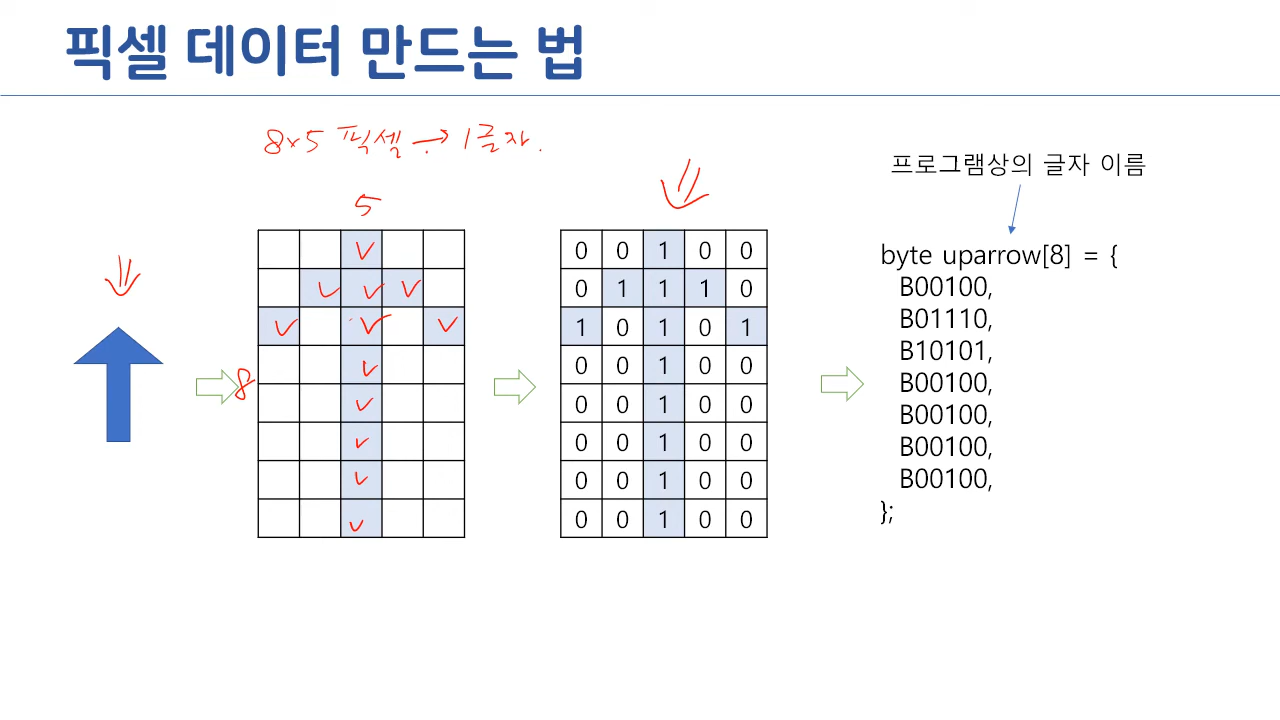 픽셀 데이터 만드는 법
8x5 픽셀 → 1글자.
프로그램상의 글자 이름
5
8
0 0 1 0 0
0 1 1 1 0
1 0 1 0 1
0 0 1 0 0
0 0 1 0 0
0 0 1 0 0
0 0 1 0 0
0 0 1 0 0
byte uparrow[8] = {
B00100,
B01110,
B10101,
B00100,
B00100,
B00100,
B00100,
};